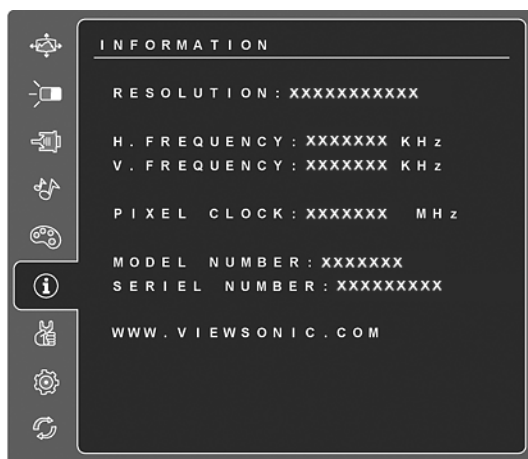 INFORMATION
RESOLUTION: XXXXXXXXXXX
H. FREQUENCY: XXXXXXX KHz
V. FREQUENCY: XXXXXXX KHz
PIXEL CLOCK: XXXXXXX MHz
MODEL NUMBER: XXXXXXX
SERIEL NUMBER: XXXXXXXXX
WWW.VIEWSONIC.COM